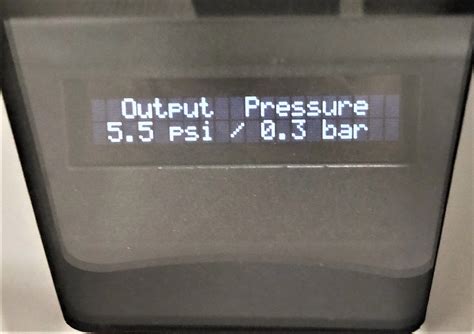 Output Pressure
5.5 psi / 0.3 bar